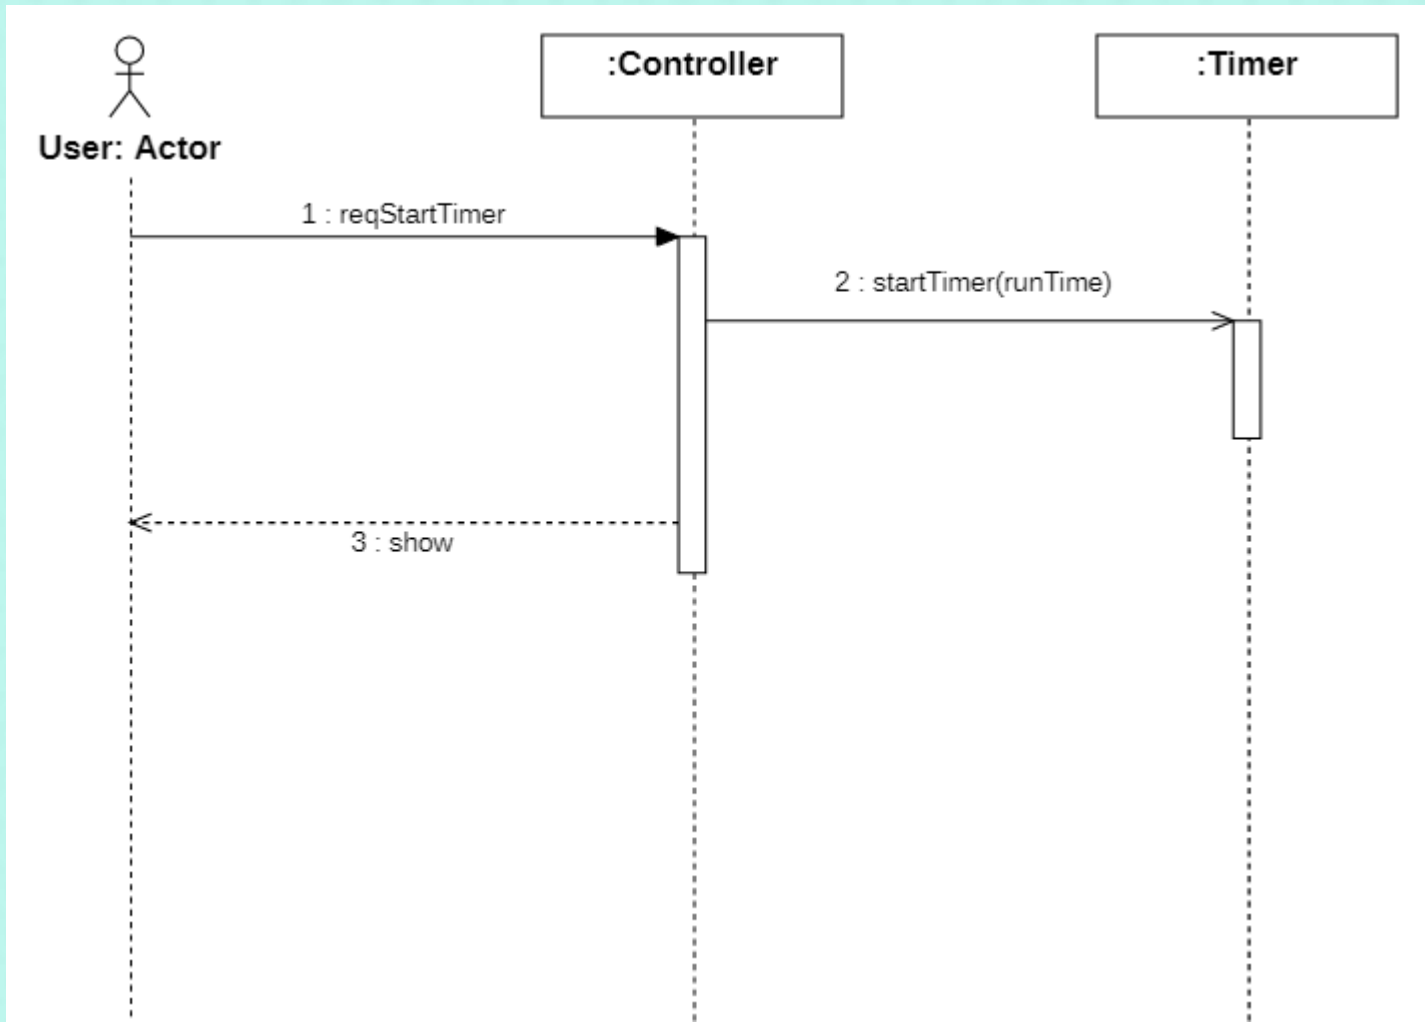 :Controller
:Timer
User: Actor
1 : reqStartTimer
2 : startTimer(runTime)
3 : show